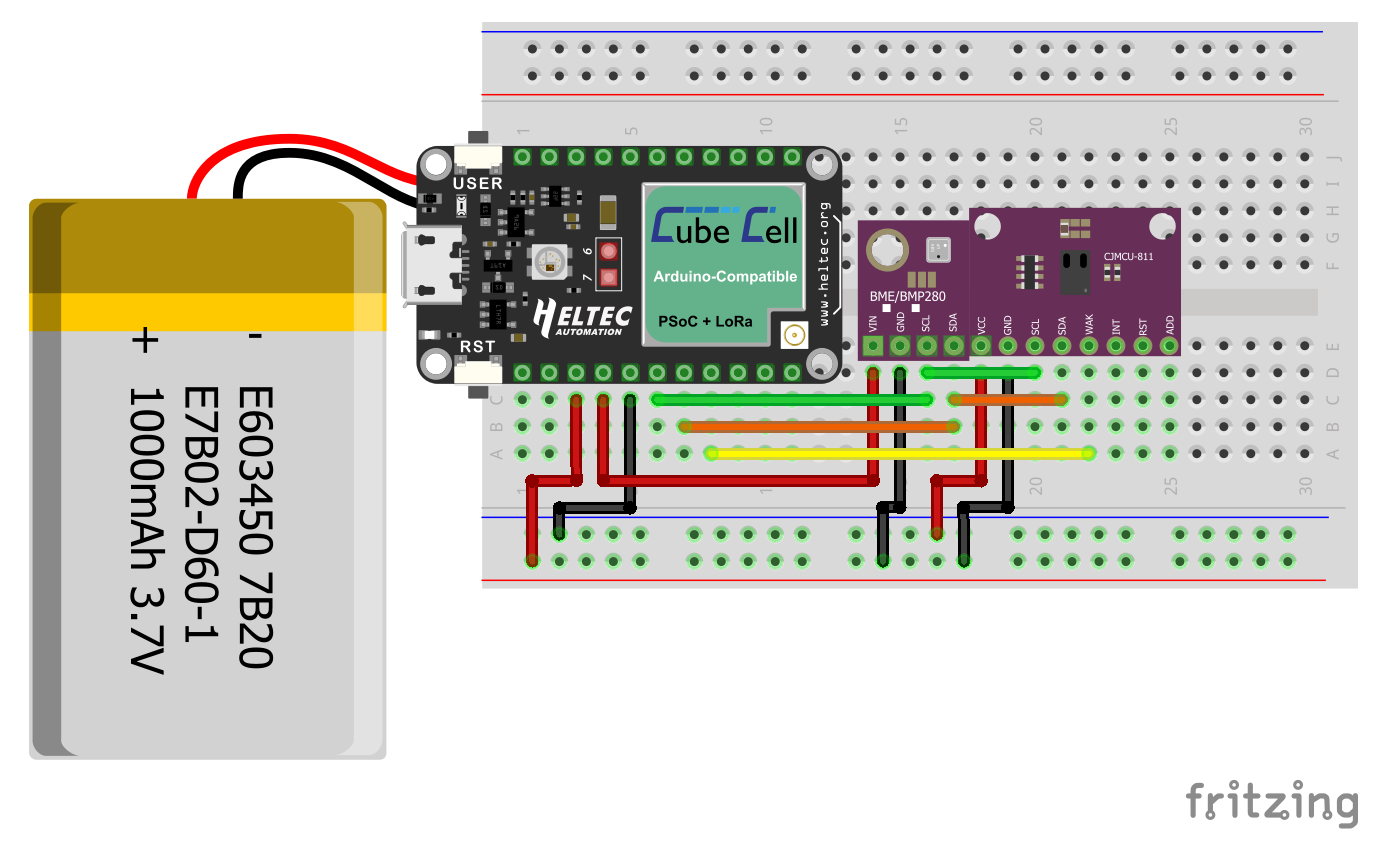 1
5
10
15
20
25
30
J
I
H
G
F
USER
6
7
Cube Cell
Arduino-Compatible
PSoC + LoRa
www.heltec.org
HELTEC
AUTOMATION
RST
BME/BMP280
VIN
GND
SCL
SDA
CJMCU-811
VCC
GND
SCL
SDA
WAK
INT
RST
ADD
E
D
C
C
B
B
A
A
1
1
20
25
30
- E603450 7B20
E7B02-D60-1
+ 1000mAh 3.7V
fritzing